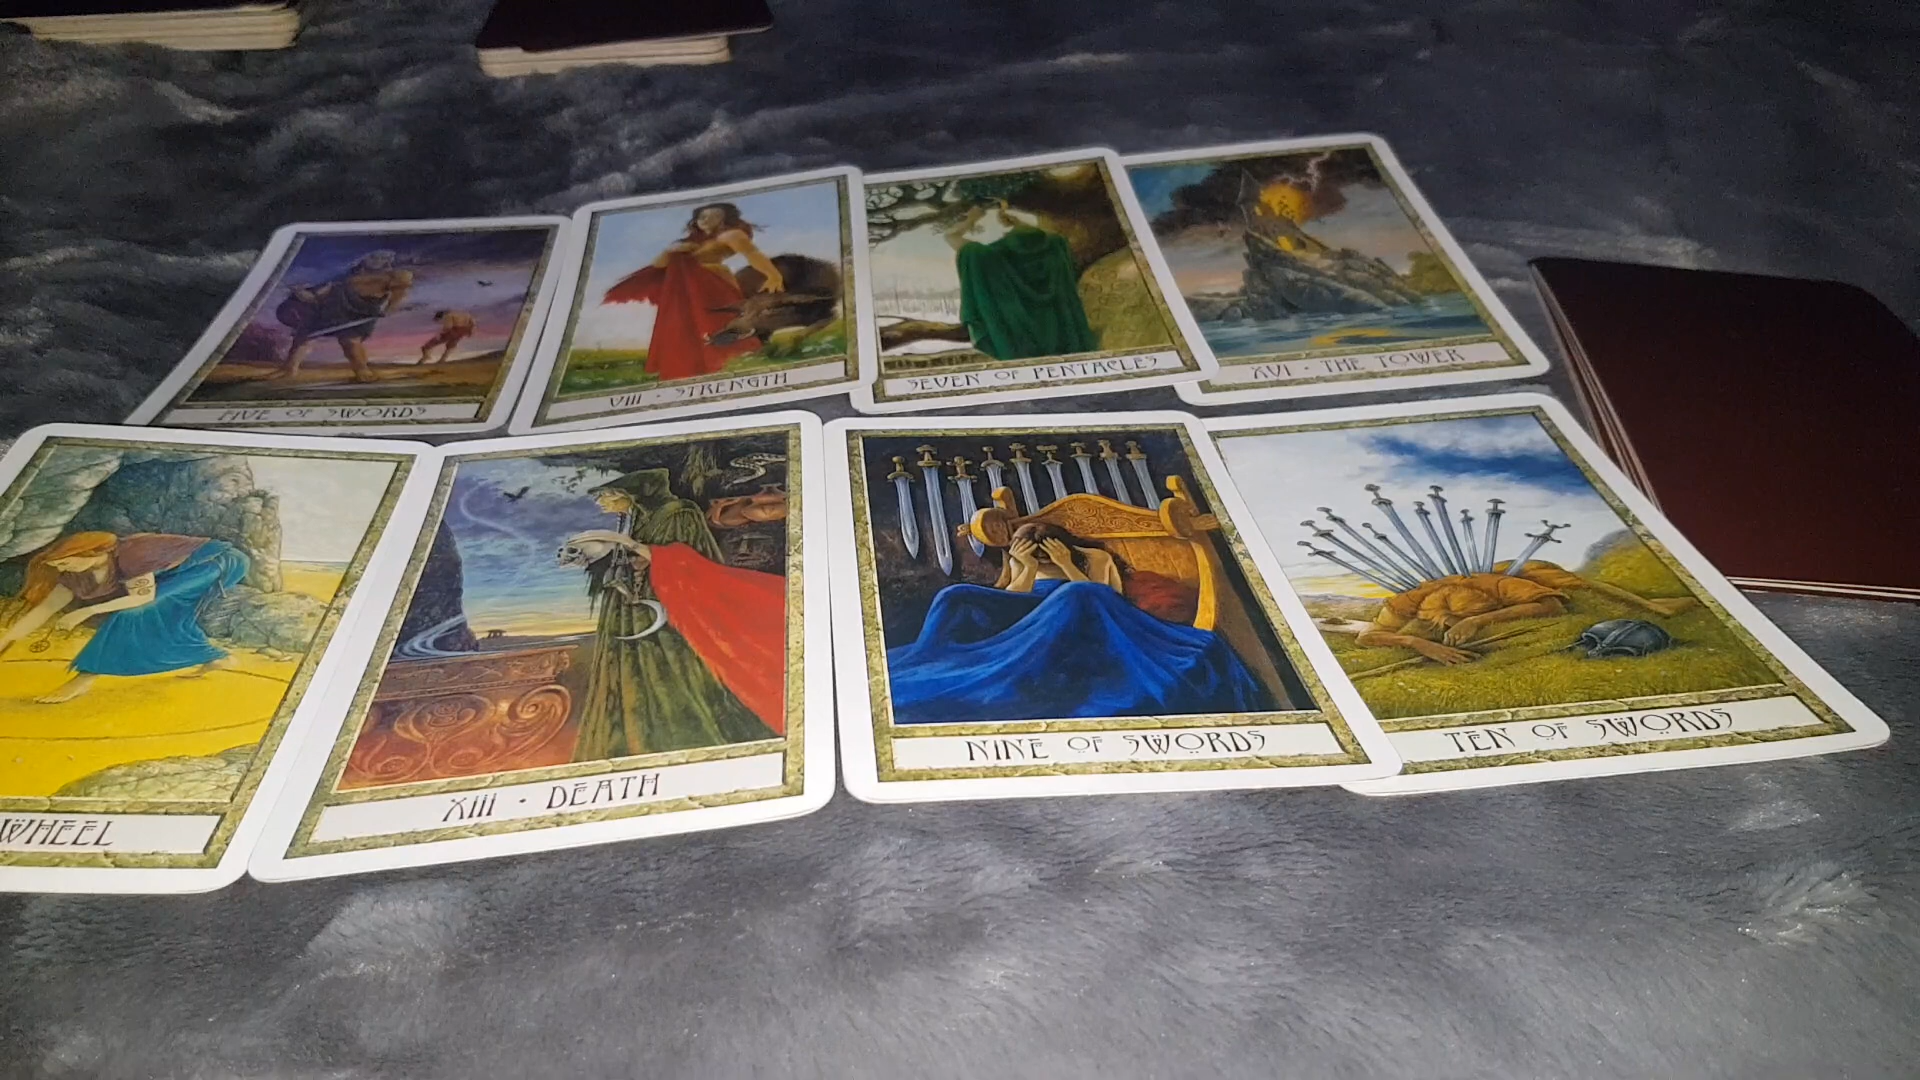 FIVE OF SWORDS
VIII • STRENGTH
SEVEN OF PENTACLES
XVI • THE TOWER
WHEEL
XIII • DEATH
NINE OF SWORDS
TEN OF SWORDS